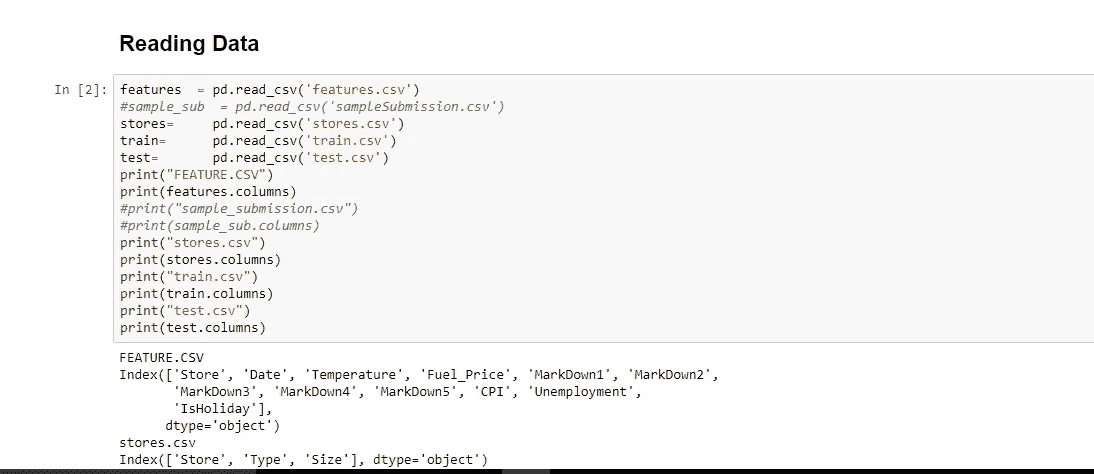 Reading Data
In [2]: features  = pd.read_csv('features.csv')
#sample_sub  = pd.read_csv('sampleSubmission.csv')
stores=     pd.read_csv('stores.csv')
train=      pd.read_csv('train.csv')
test=       pd.read_csv('test.csv')
print("FEATURE.CSV")
print(features.columns)
#print("sample_submission.csv")
#print(sample_sub.columns)
print("stores.csv")
print(stores.columns)
print("train.csv")
print(train.columns)
print("test.csv")
print(test.columns)
FEATURE.CSV
Index(['Store', 'Date', 'Temperature', 'Fuel_Price', 'MarkDown1', 'MarkDown2',
       'MarkDown3', 'MarkDown4', 'MarkDown5', 'CPI', 'Unemployment',
       'IsHoliday'],
      dtype='object')
stores.csv
Index(['Store', 'Type', 'Size'], dtype='object')